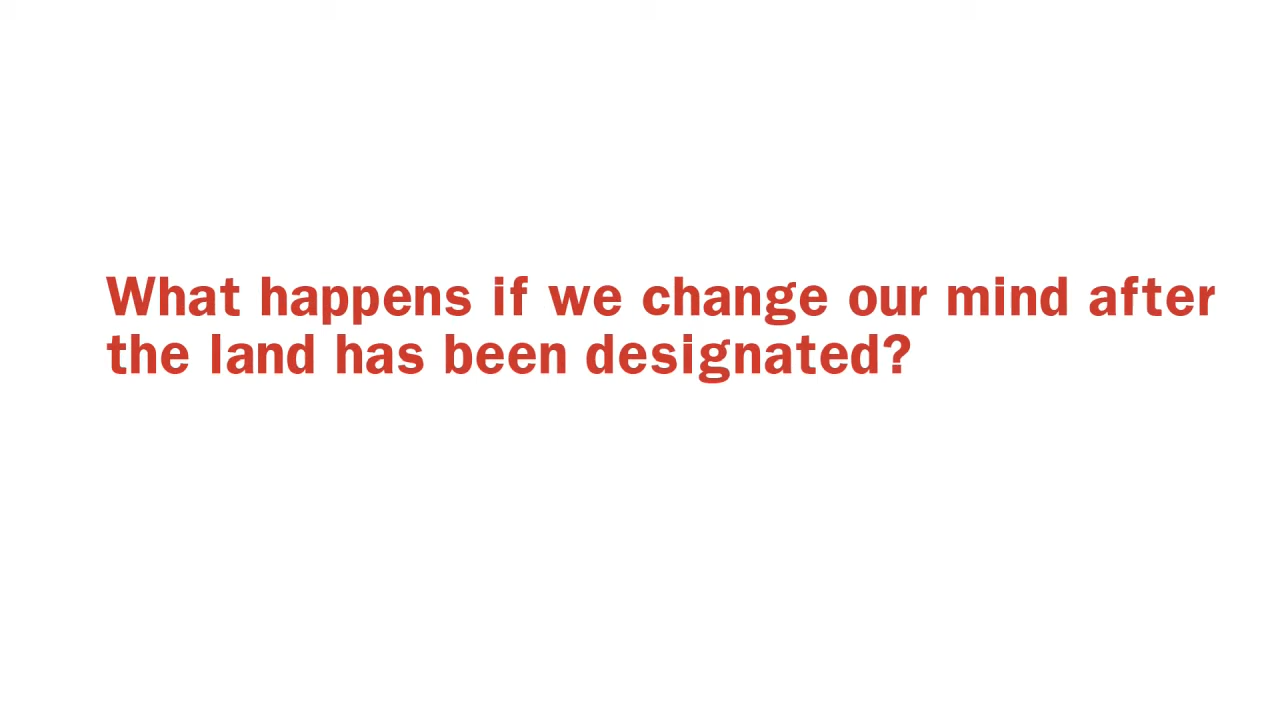 What happens if we change our mind after
the land has been designated?